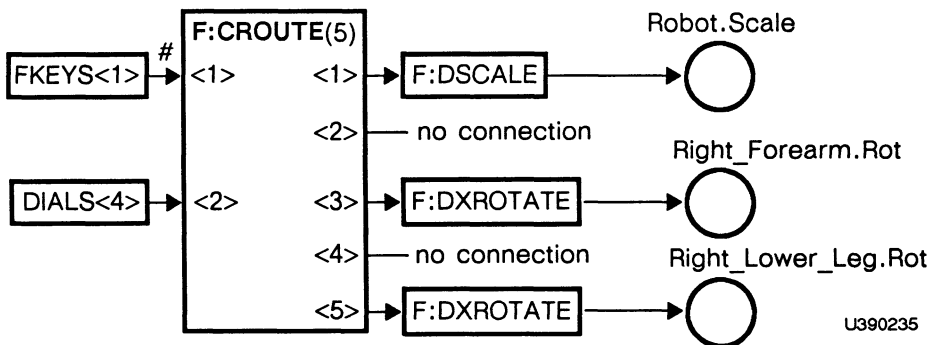 Robot.Scale
F:CROUTE(5)
#
FKEYS<1>
<1>
<1>
F:DSCALE
<2>
no connection
Right_Forearm.Rot
DIALS<4>
<2>
<3>
F:DXROTATE
<4>
no connection
Right_Lower_Leg.Rot
<5>
F:DXROTATE
U390235